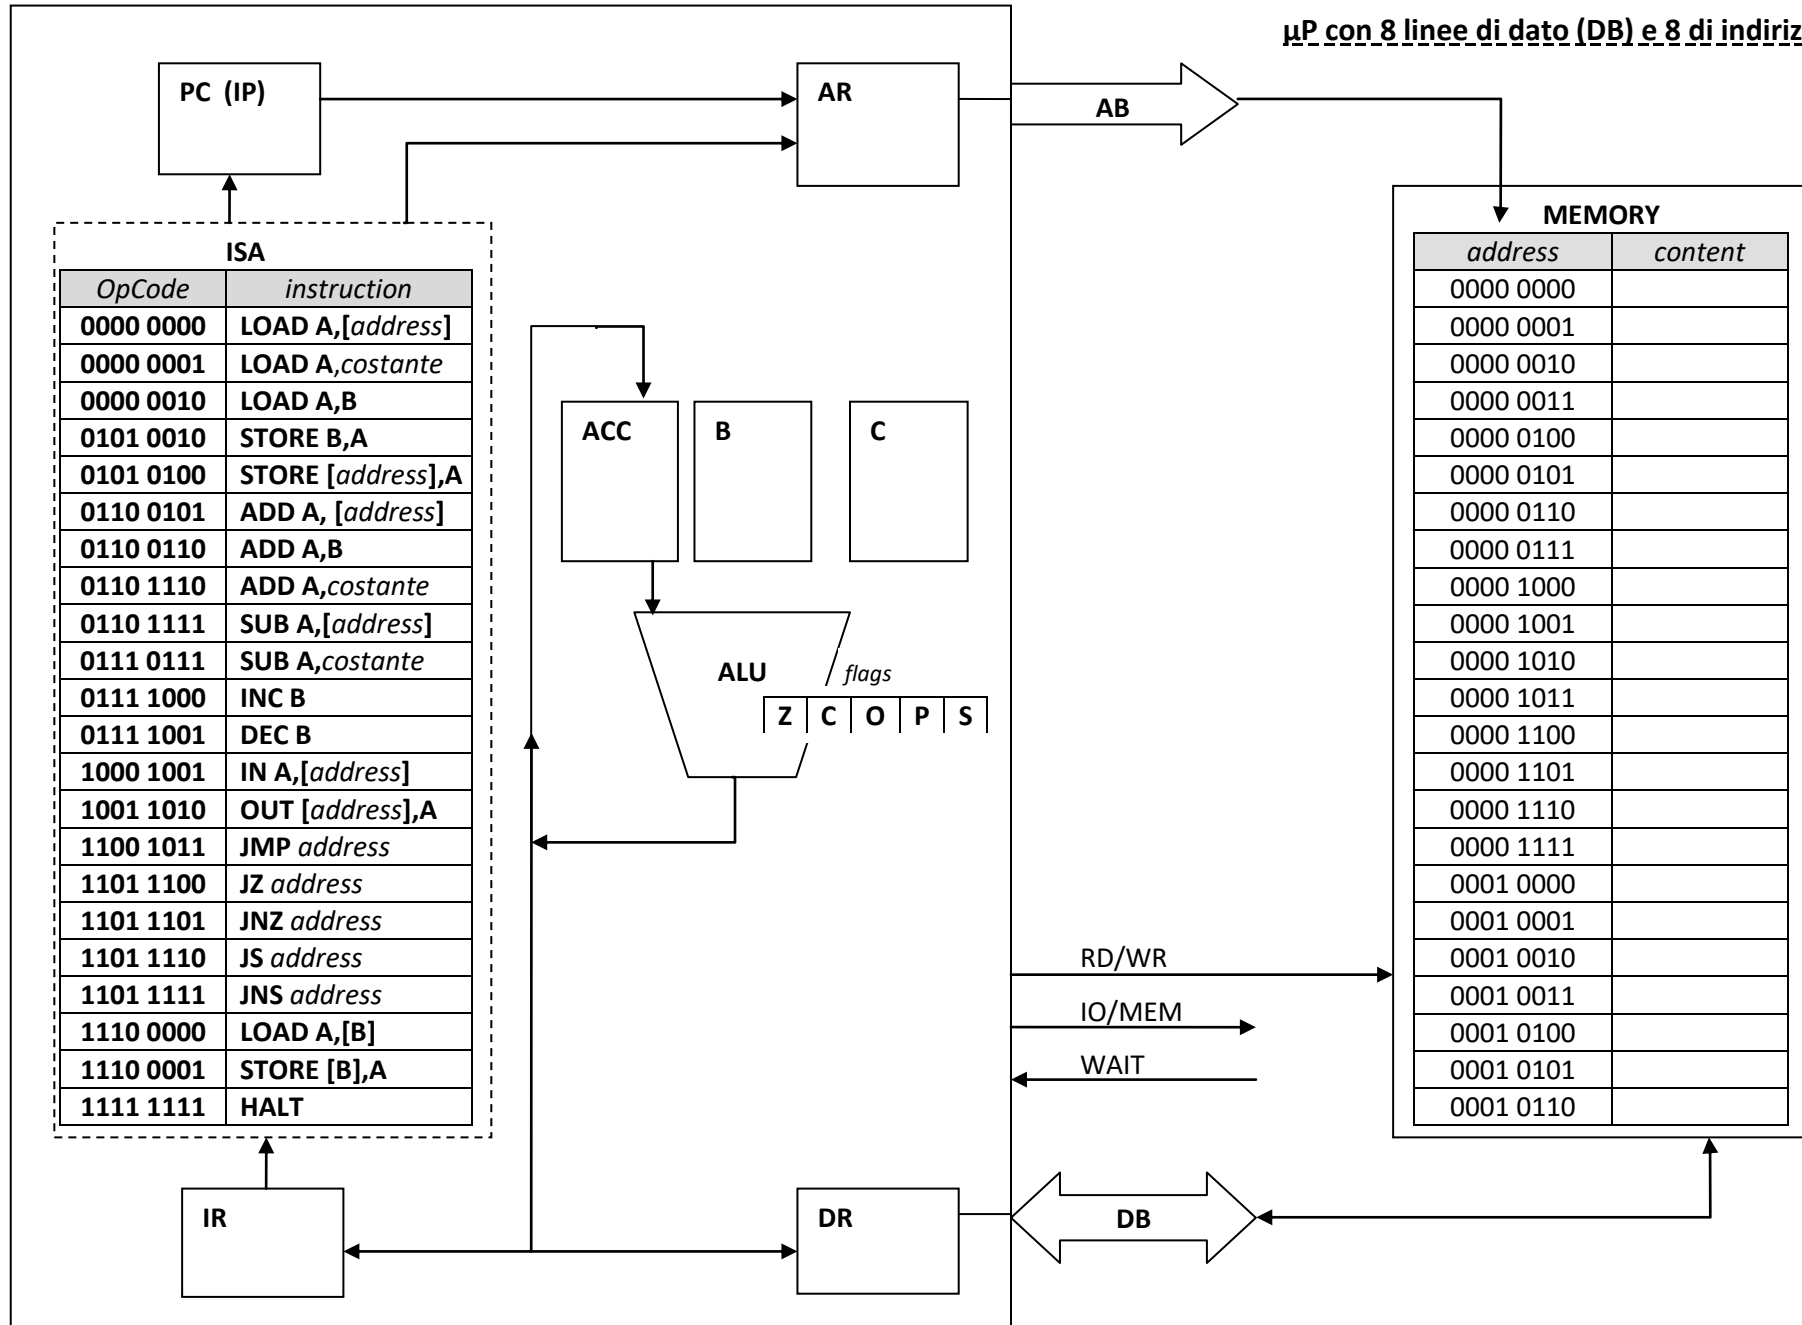 µP con 8 linee di dato (DB) e 8 di indiriz
PC (IP)
AR
AB
ISA
OpCode instruction
0000 0000 LOAD A,[address]
0000 0001 LOAD A,costante
0000 0010 LOAD A,B
0101 0010 STORE B,A
0101 0100 STORE [address],A
0110 0101 ADD A, [address]
0110 0110 ADD A,B
0110 1110 ADD A,costante
0110 1111 SUB A,[address]
0111 0111 SUB A,costante
0111 1000 INC B
0111 1001 DEC B
1000 1001 IN A,[address]
1001 1010 OUT [address],A
1100 1011 JMP address
1101 1100 JZ address
1101 1101 JNZ address
1101 1110 JS address
1101 1111 JNS address
1110 0000 LOAD A,[B]
1110 0001 STORE [B],A
1111 1111 HALT
ACC
B
C
ALU
flags
Z C O P S
RD/WR
IO/MEM
WAIT
MEMORY
address content
0000 0000
0000 0001
0000 0010
0000 0011
0000 0100
0000 0101
0000 0110
0000 0111
0000 1000
0000 1001
0000 1010
0000 1011
0000 1100
0000 1101
0000 1110
0000 1111
0001 0000
0001 0001
0001 0010
0001 0011
0001 0100
0001 0101
0001 0110
IR
DR
DB